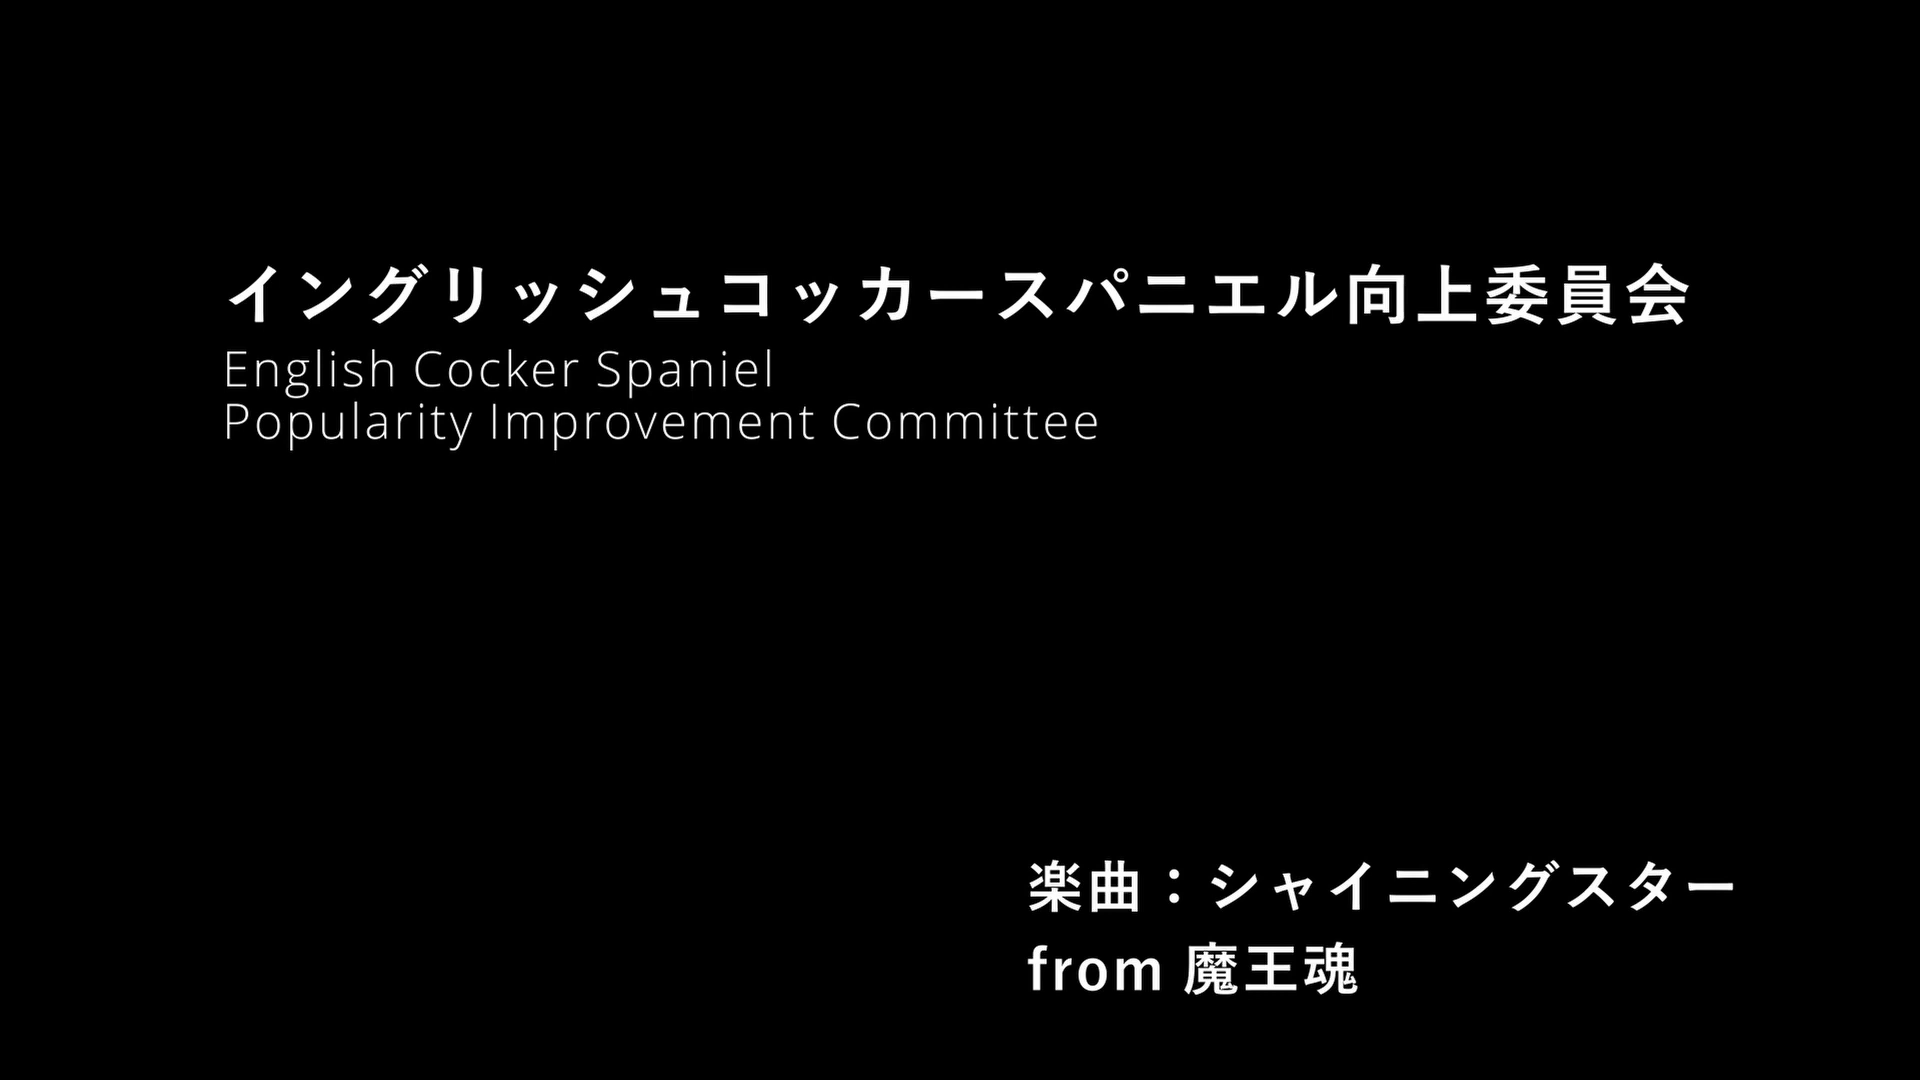 イングリッシュコッカースパニエル向上委員会
English Cocker Spaniel
Popularity Improvement Committee
楽曲：シャイニングスター
from 魔王魂